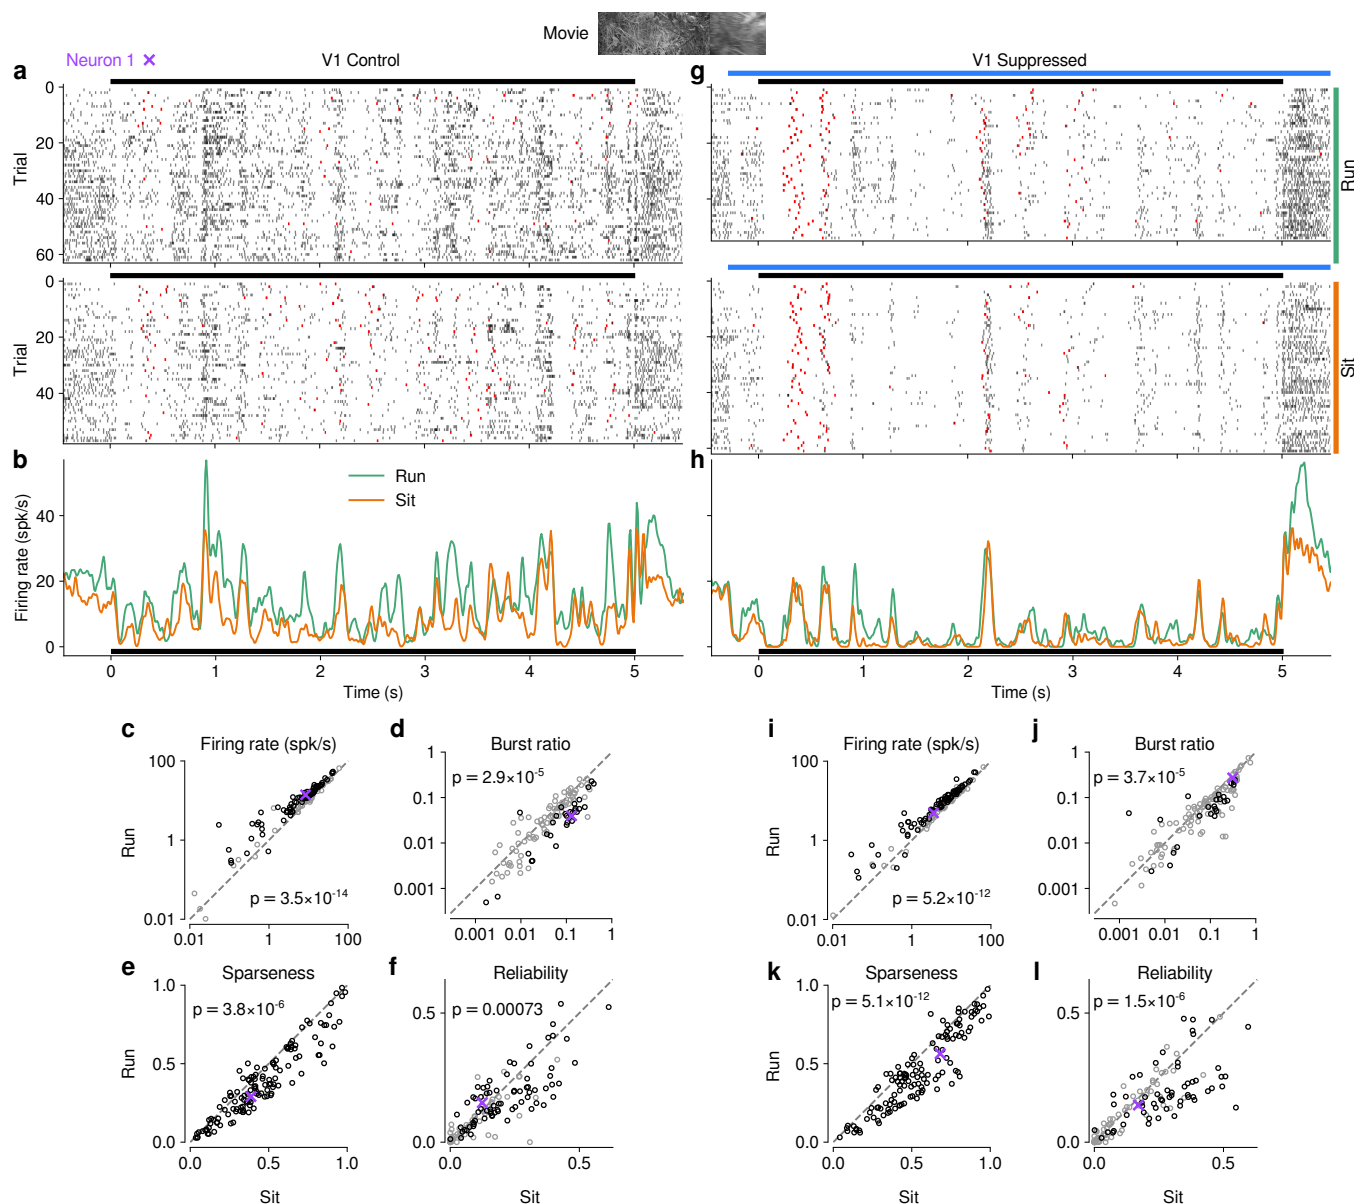 Movie
Neuron 1 ×
V1 Control
V1 Suppressed
a
g
0
20
40
60
Trial
Run
0
20
40
Trial
Sit
0
1
2
3
4
5
b
h
Run
Sit
Firing rate (spk/s)
40
20
0
0
1
2
3
4
5
Time (s)
0
1
2
3
4
5
Time (s)
c
Firing rate (spk/s)
100
1
0.01
Run
p = 3.5×10⁻¹⁴
0.01
1
100
d
Burst ratio
1
0.1
0.01
0.001
p = 2.9×10⁻⁵
0.001
0.01
0.1
1
i
Firing rate (spk/s)
100
1
0.01
Run
p = 5.2×10⁻¹²
0.01
1
100
j
Burst ratio
1
0.1
0.01
0.001
p = 3.7×10⁻⁵
0.001
0.01
0.1
1
e
Sparseness
1.0
0.5
0.0
Run
p = 3.8×10⁻⁶
0.0
0.5
1.0
Sit
f
Reliability
0.5
0.0
p = 0.00073
0.0
0.5
Sit
k
Sparseness
1.0
0.5
0.0
Run
p = 5.1×10⁻¹²
0.0
0.5
1.0
Sit
l
Reliability
0.5
0.0
p = 1.5×10⁻⁶
0.0
0.5
Sit